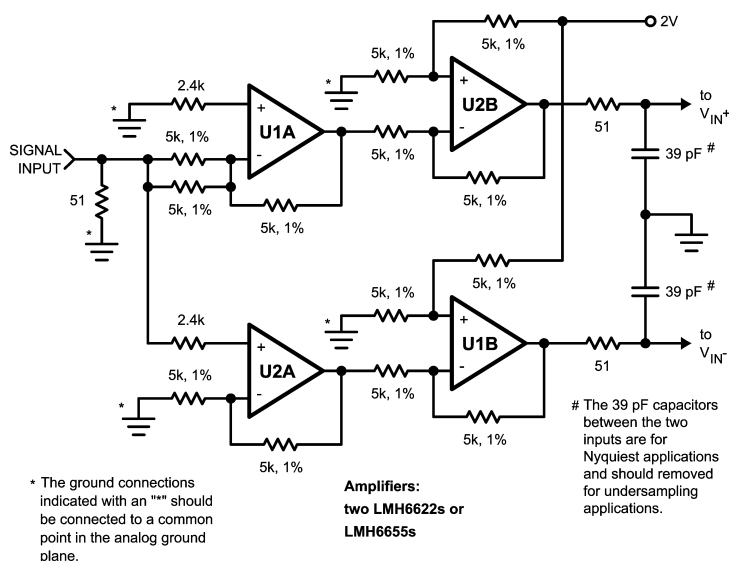 2V
5k, 1%
5k, 1%
*
2.4k
*
+
U1A
-
+
U2B
-
to
VIN+
51
5k, 1%
SIGNAL
INPUT
5k, 1%
5k, 1%
51
*
5k, 1%
5k, 1%
39 pF #
5k, 1%
5k, 1%
39 pF #
*
2.4k
+
U2A
-
+
U1B
-
to
VIN-
51
5k, 1%
*
5k, 1%
5k, 1%
5k, 1%
# The 39 pF capacitors
between the two
inputs are for
Nyquiest applications
and should removed
for undersampling
applications.
* The ground connections
indicated with an "*" should
be connected to a common
point in the analog ground
plane.
Amplifiers:
two LMH6622s or
LMH6655s